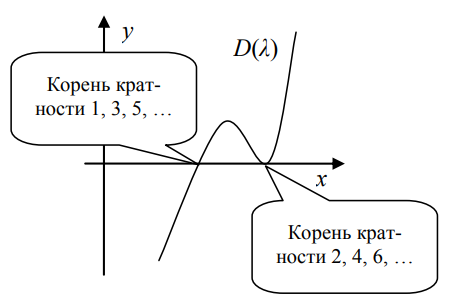 y
D(λ)
Корень крат-
ности 1, 3, 5, …
x
Корень крат-
ности 2, 4, 6, …